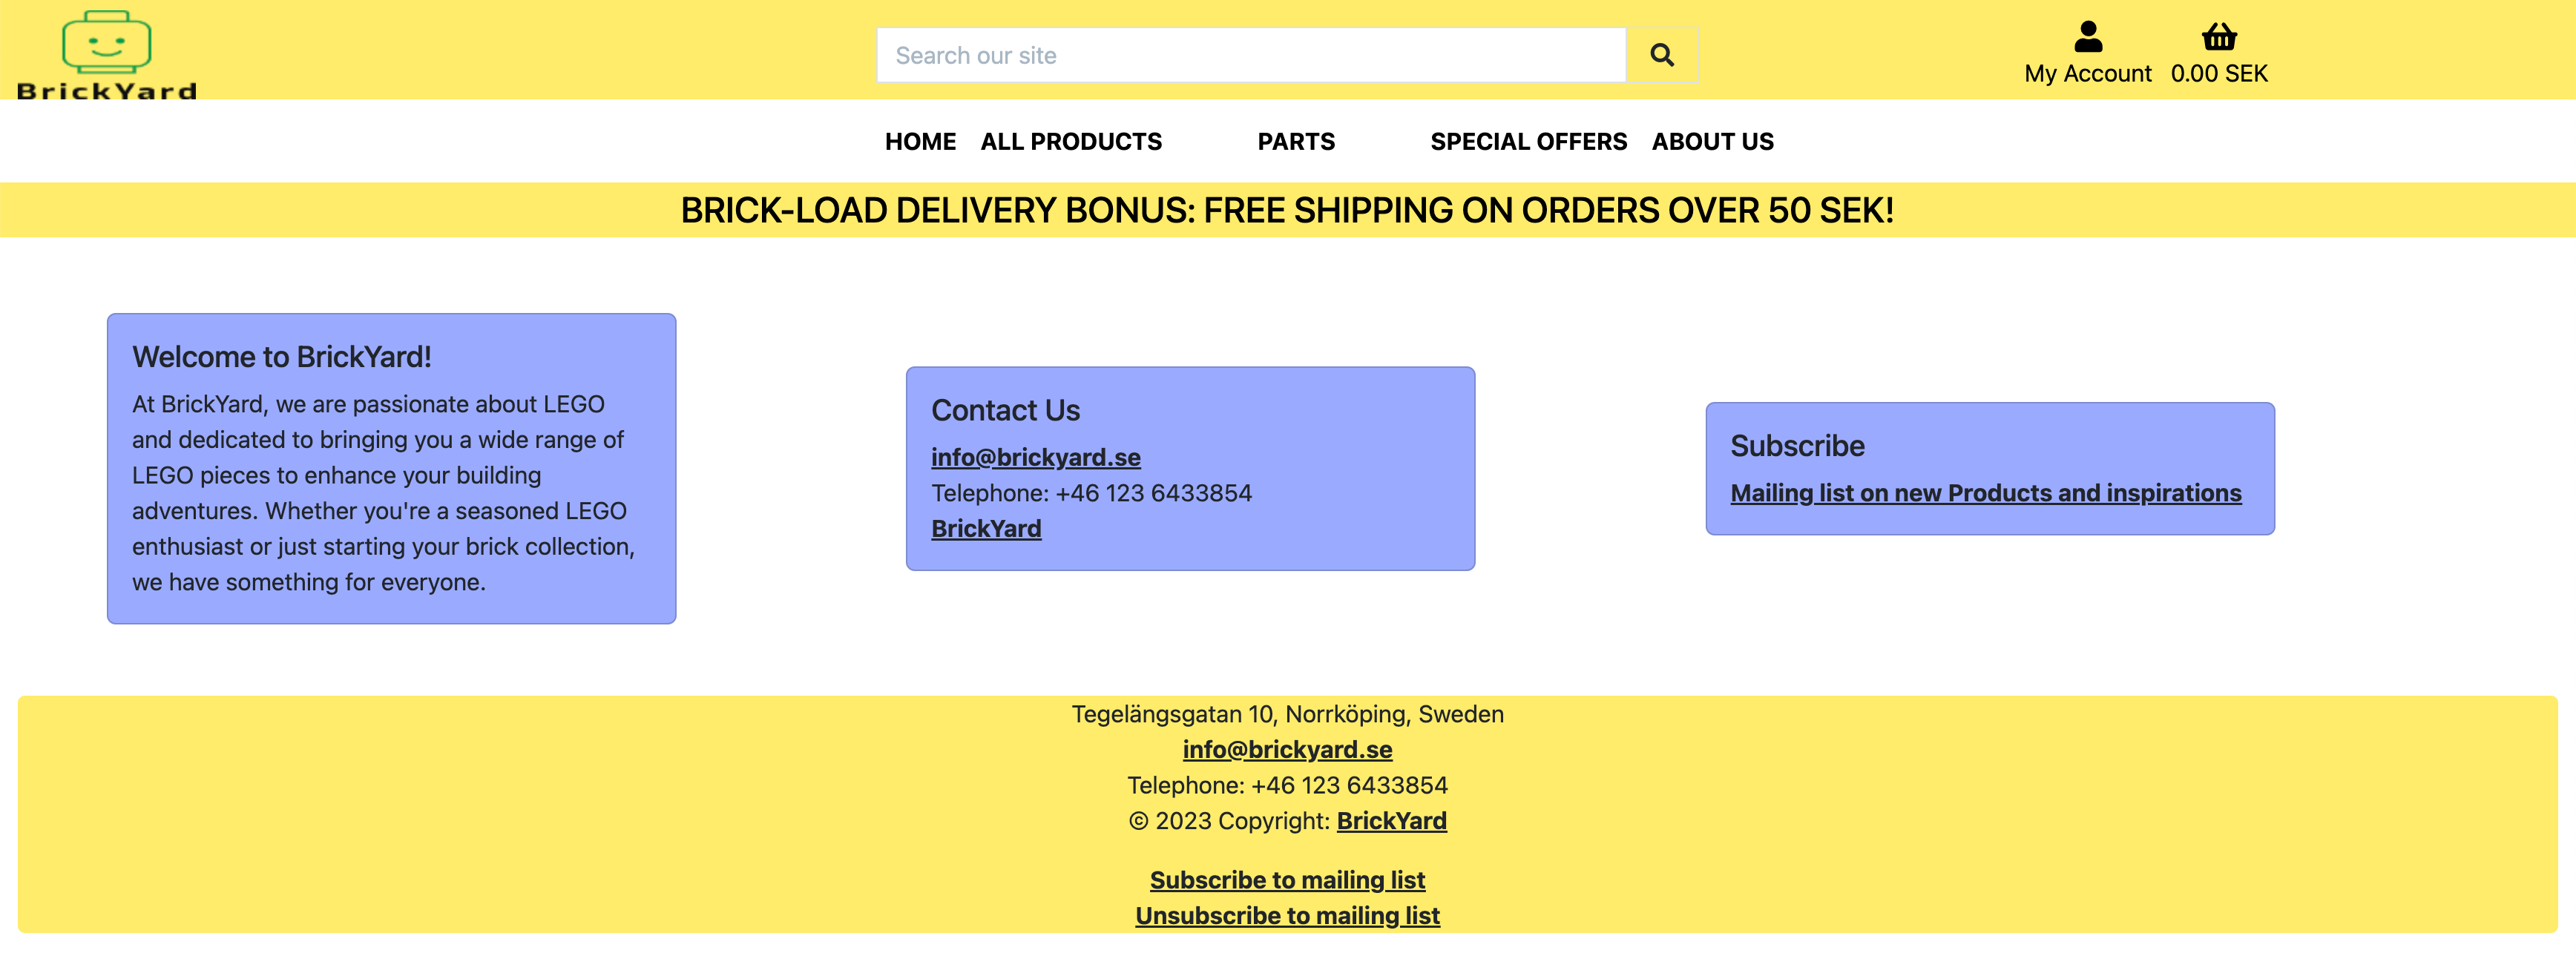 BrickYard
Search our site
My Account
0.00 SEK
HOME ALL PRODUCTS PARTS SPECIAL OFFERS ABOUT US
BRICK-LOAD DELIVERY BONUS: FREE SHIPPING ON ORDERS OVER 50 SEK!
Welcome to BrickYard!
At BrickYard, we are passionate about LEGO
and dedicated to bringing you a wide range of
LEGO pieces to enhance your building
adventures. Whether you're a seasoned LEGO
enthusiast or just starting your brick collection,
we have something for everyone.
Contact Us
info@brickyard.se
Telephone: +46 123 6433854
BrickYard
Subscribe
Mailing list on new Products and inspirations
Tegelängsgatan 10, Norrköping, Sweden
info@brickyard.se
Telephone: +46 123 6433854
© 2023 Copyright: BrickYard
Subscribe to mailing list
Unsubscribe to mailing list